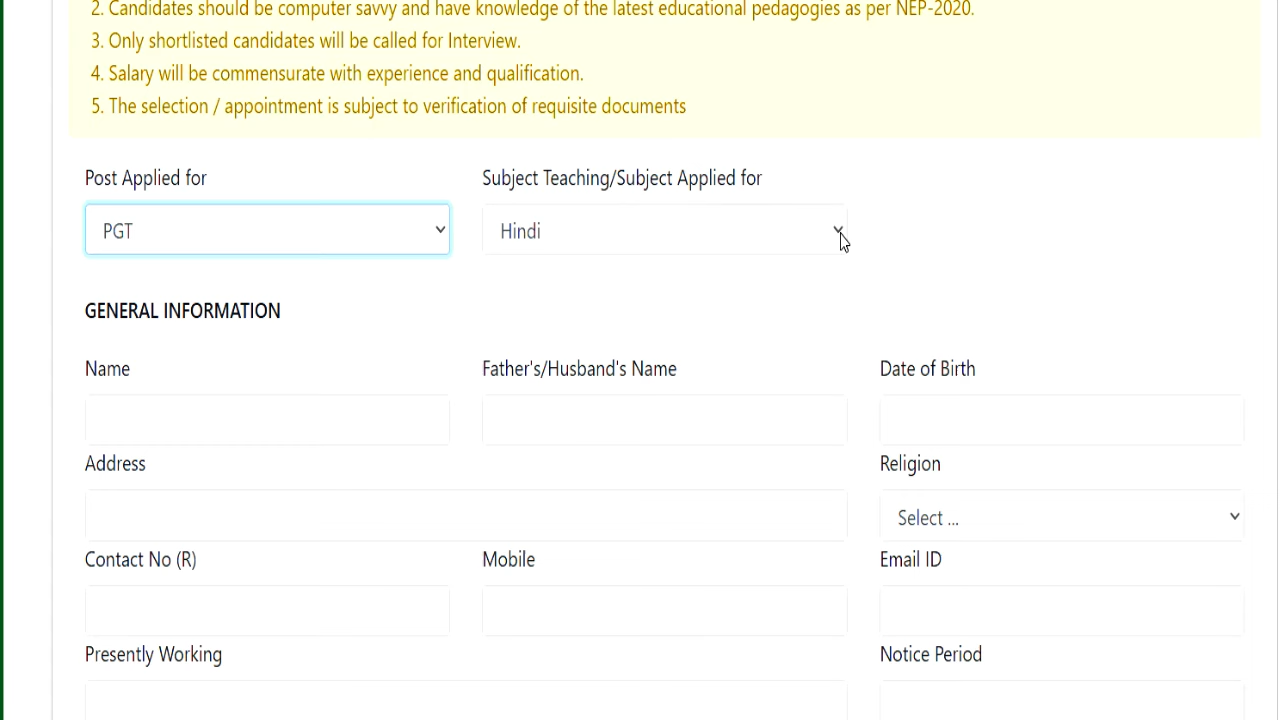 2. Candidates should be computer savvy and have knowledge of the latest educational pedagogies as per NEP-2020.
3. Only shortlisted candidates will be called for Interview.
4. Salary will be commensurate with experience and qualification.
5. The selection / appointment is subject to verification of requisite documents
Post Applied for Subject Teaching/Subject Applied for
PGT Hindi
GENERAL INFORMATION
Name Father's/Husband's Name Date of Birth
Address Religion
Select ...
Contact No (R) Mobile Email ID
Presently Working Notice Period